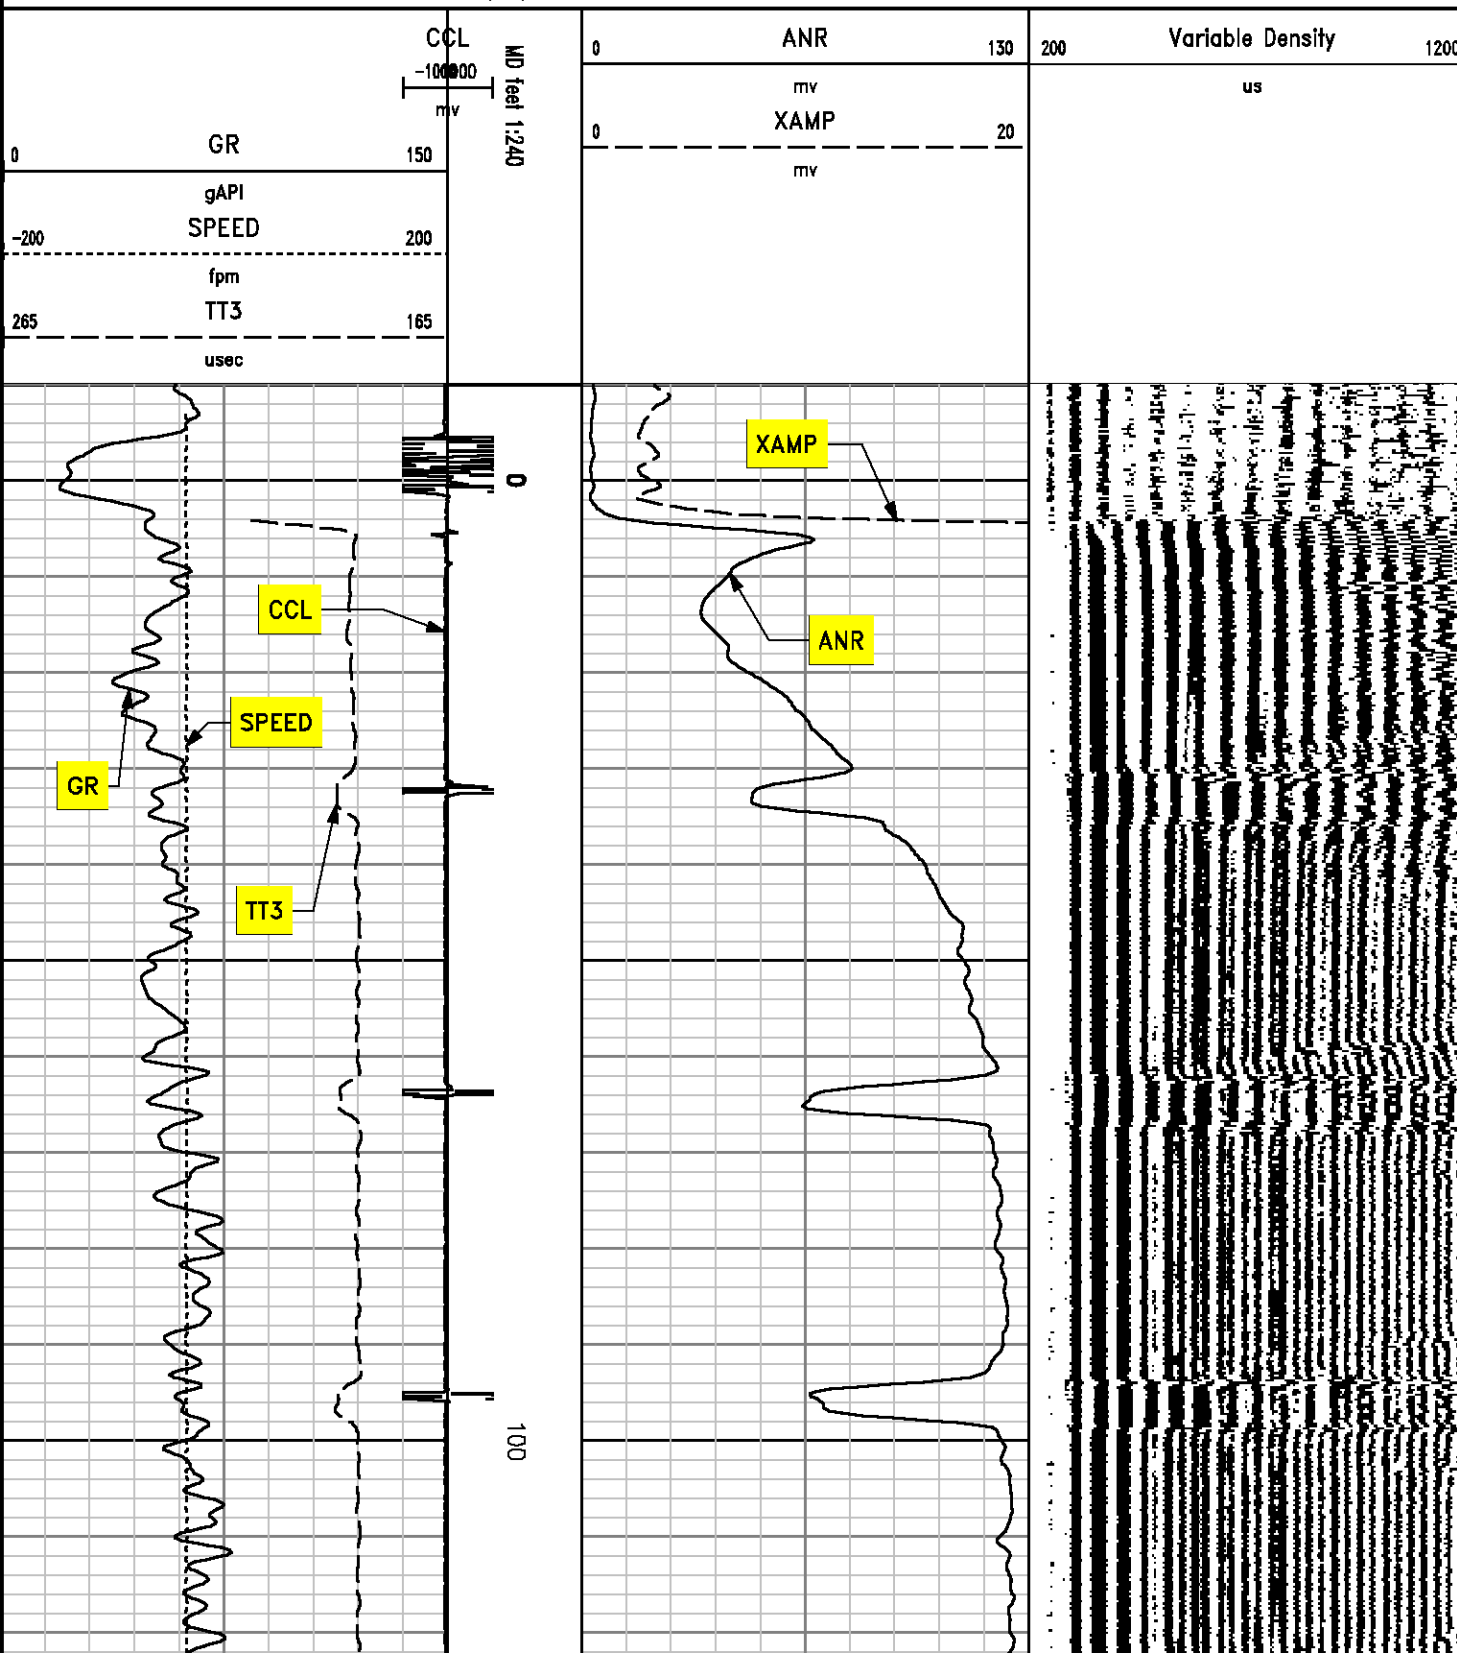 CCL
mv
GR
0 150
gAPI
SPEED
-200 200
fpm
TT3
265 165
usec
MD feet 1:240
ANR
0 130
mv
XAMP
0 20
mv
Variable Density
200 1200
us
XAMP
0
CCL
ANR
SPEED
GR
TT3
100